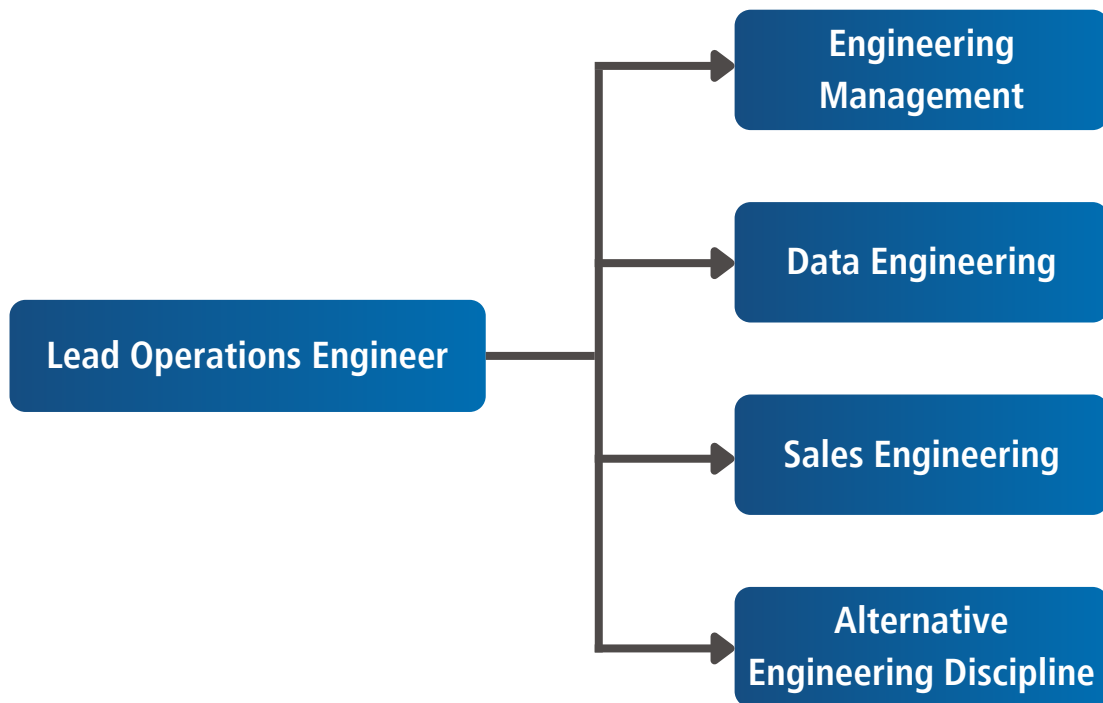 Engineering
Management
Data Engineering
Lead Operations Engineer
Sales Engineering
Alternative
Engineering Discipline